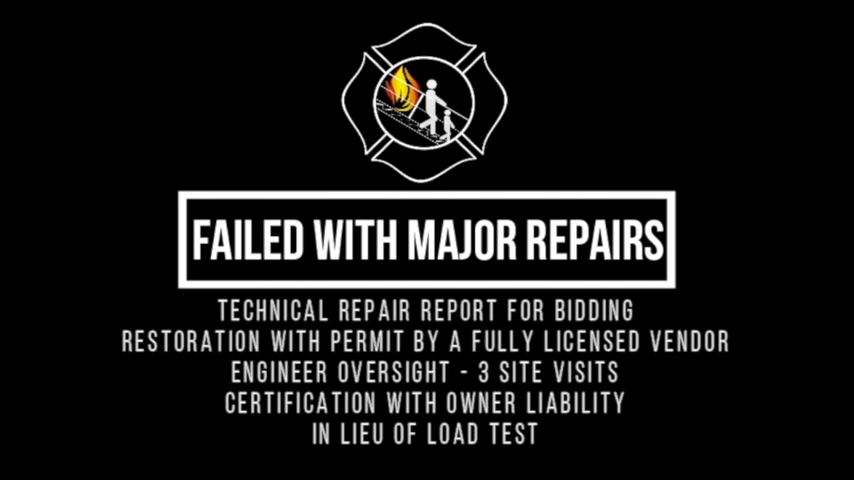 FAILED WITH MAJOR REPAIRS
TECHNICAL REPAIR REPORT FOR BIDDING
RESTORATION WITH PERMIT BY A FULLY LICENSED VENDOR
ENGINEER OVERSIGHT - 3 SITE VISITS
CERTIFICATION WITH OWNER LIABILITY
IN LIEU OF LOAD TEST